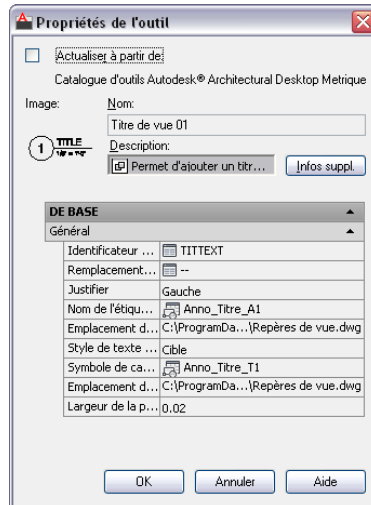 Propriétés de l'outil
Actualiser à partir de:
Catalogue d'outils Autodesk® Architectural Desktop Metrique
Image: Nom:
Titre de vue 01
1 TITLE
Description:
Permet d'ajouter un titr... Infos suppl.
DE BASE
Général
Identificateur ... TITTEXT
Remplacement... --
Justifier Gauche
Nom de l'étiqu... Anno_Titre_A1
Emplacement d... C:\ProgramDa...\Repères de vue.dwg
Style de texte ... Cible
Symbole de ca... Anno_Titre_T1
Emplacement d... C:\ProgramDa...\Repères de vue.dwg
Largeur de la p... 0.02
OK Annuler Aide